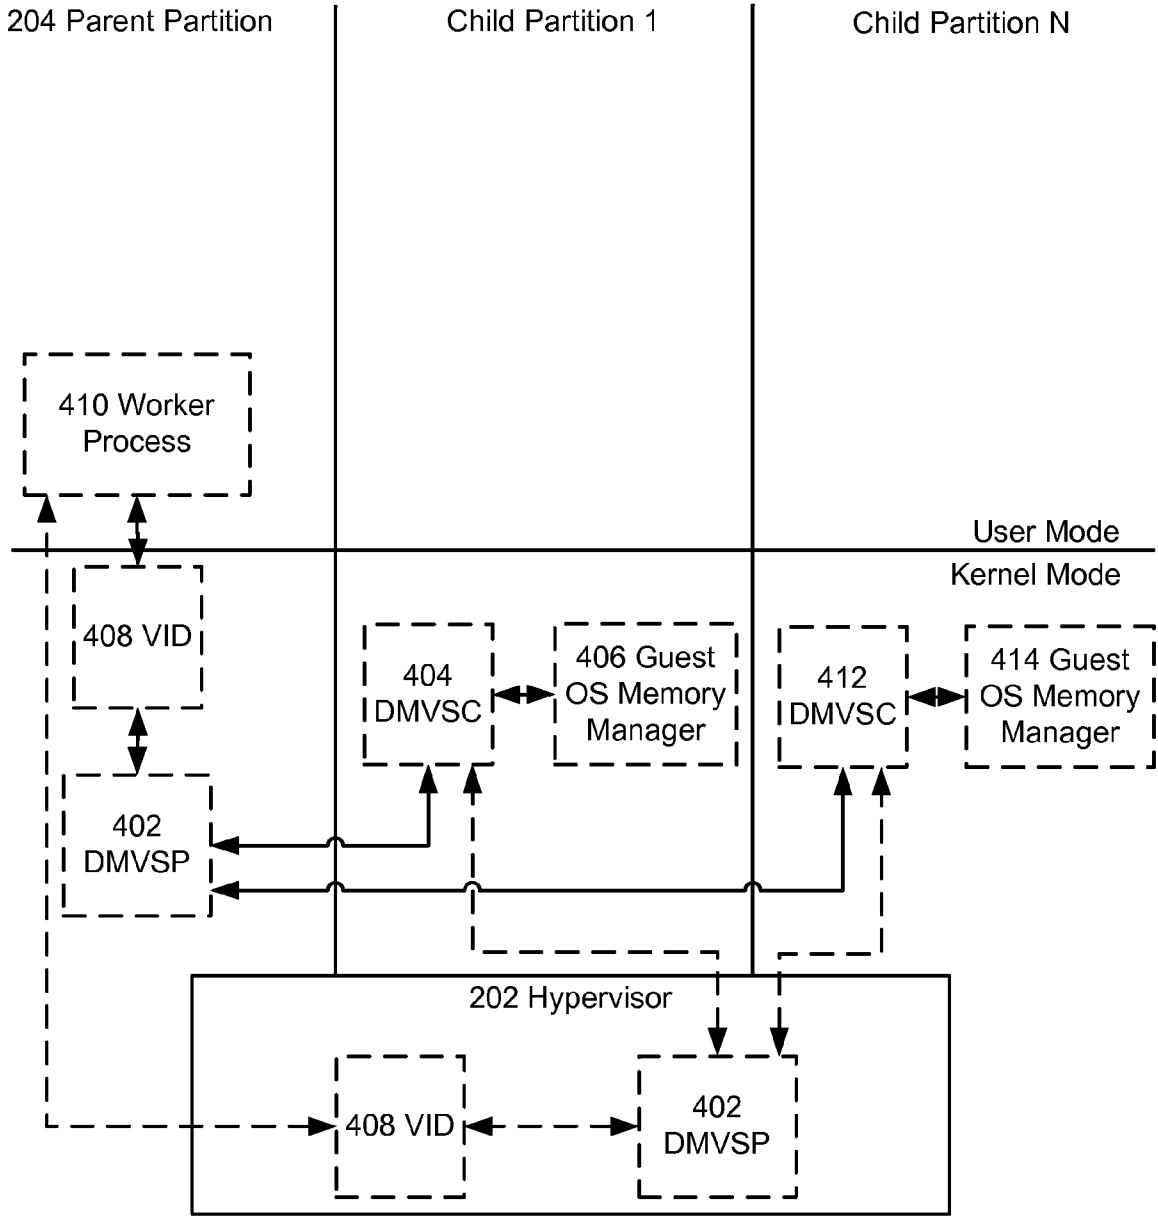 204 Parent Partition
Child Partition 1
Child Partition N
410 Worker
Process
User Mode
Kernel Mode
408 VID
404
DMVSC
406 Guest
OS Memory
Manager
412
DMVSC
414 Guest
OS Memory
Manager
402
DMVSP
202 Hypervisor
408 VID
402
DMVSP